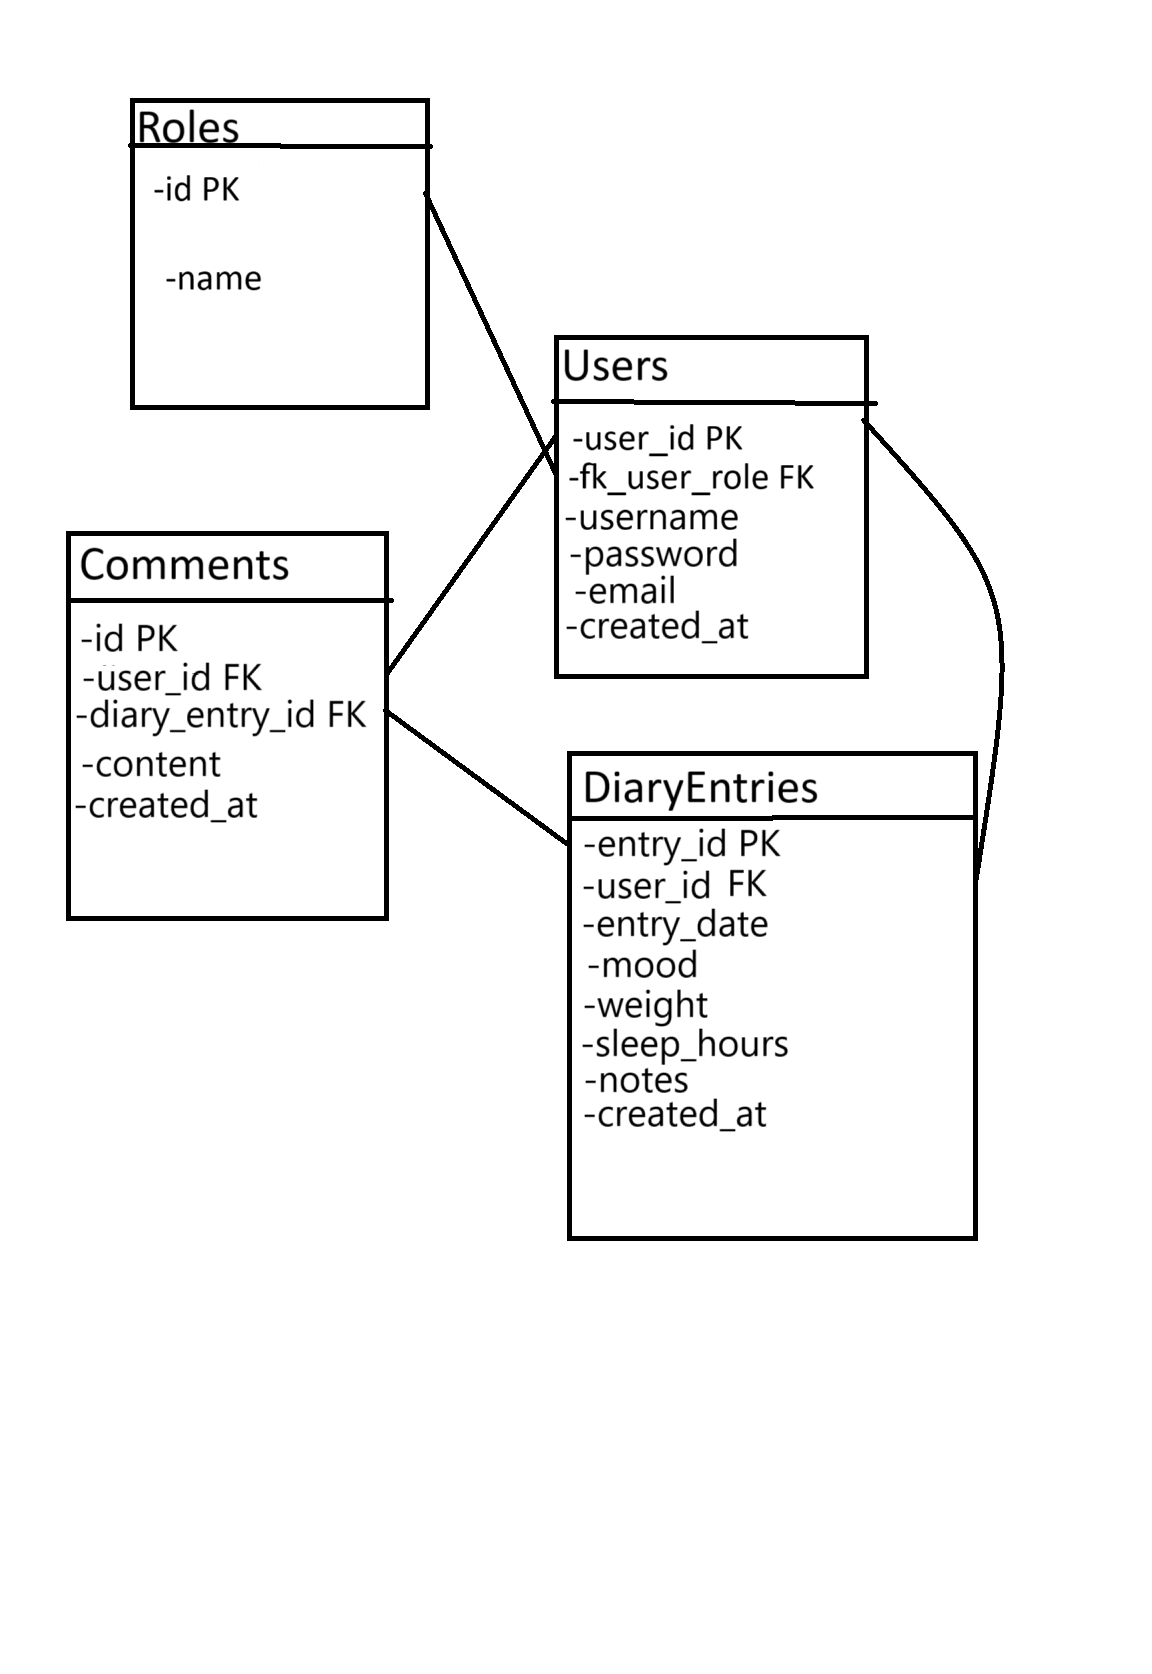 Roles
-id PK
-name
Users
-user_id PK
-fk_user_role FK
-username
-password
-email
-created_at
Comments
-id PK
-user_id FK
-diary_entry_id FK
-content
-created_at
DiaryEntries
-entry_id PK
-user_id FK
-entry_date
-mood
-weight
-sleep_hours
-notes
-created_at